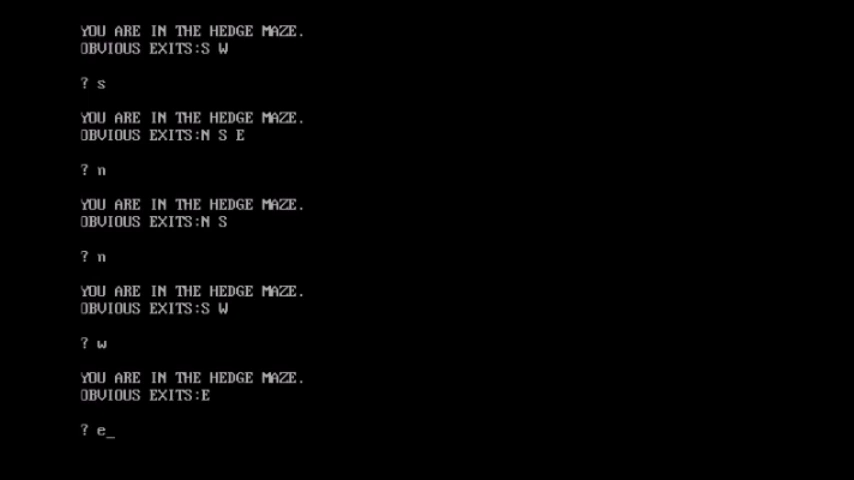 YOU ARE IN THE HEDGE MAZE.
OBVIOUS EXITS:S W
? s
YOU ARE IN THE HEDGE MAZE.
OBVIOUS EXITS:N S E
? n
YOU ARE IN THE HEDGE MAZE.
OBVIOUS EXITS:N S
? n
YOU ARE IN THE HEDGE MAZE.
OBVIOUS EXITS:S W
? w
YOU ARE IN THE HEDGE MAZE.
OBVIOUS EXITS:E
? e_